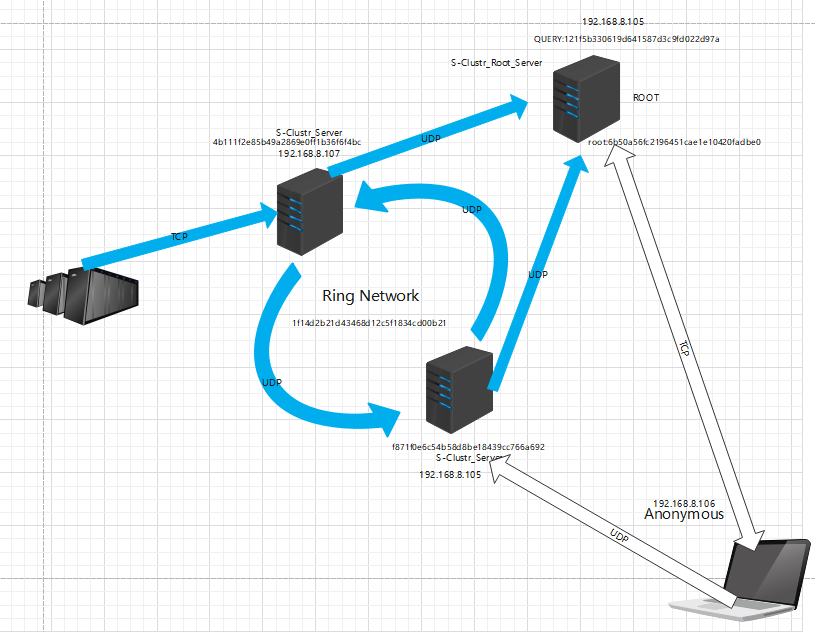 192.168.8.105
QUERY:121f5b330619d641587d3c9fd022d97a
S-Clustr_Root_Server
ROOT
root:6b50a56fc2196451cae1e10420fadbe0
S-Clustr_Server
4b111f2e85b49a2869e0ff1b36f6f4bc
192.168.8.107
UDP
UDP
TCP
UDP
Ring Network
1f14d2b21d43468d12c5f1834cd00b21
TCP
UDP
f871f0e6c54b58d8be18439cc766a692
S-Clustr_Server
192.168.8.105
192.168.8.106
Anonymous
UDP